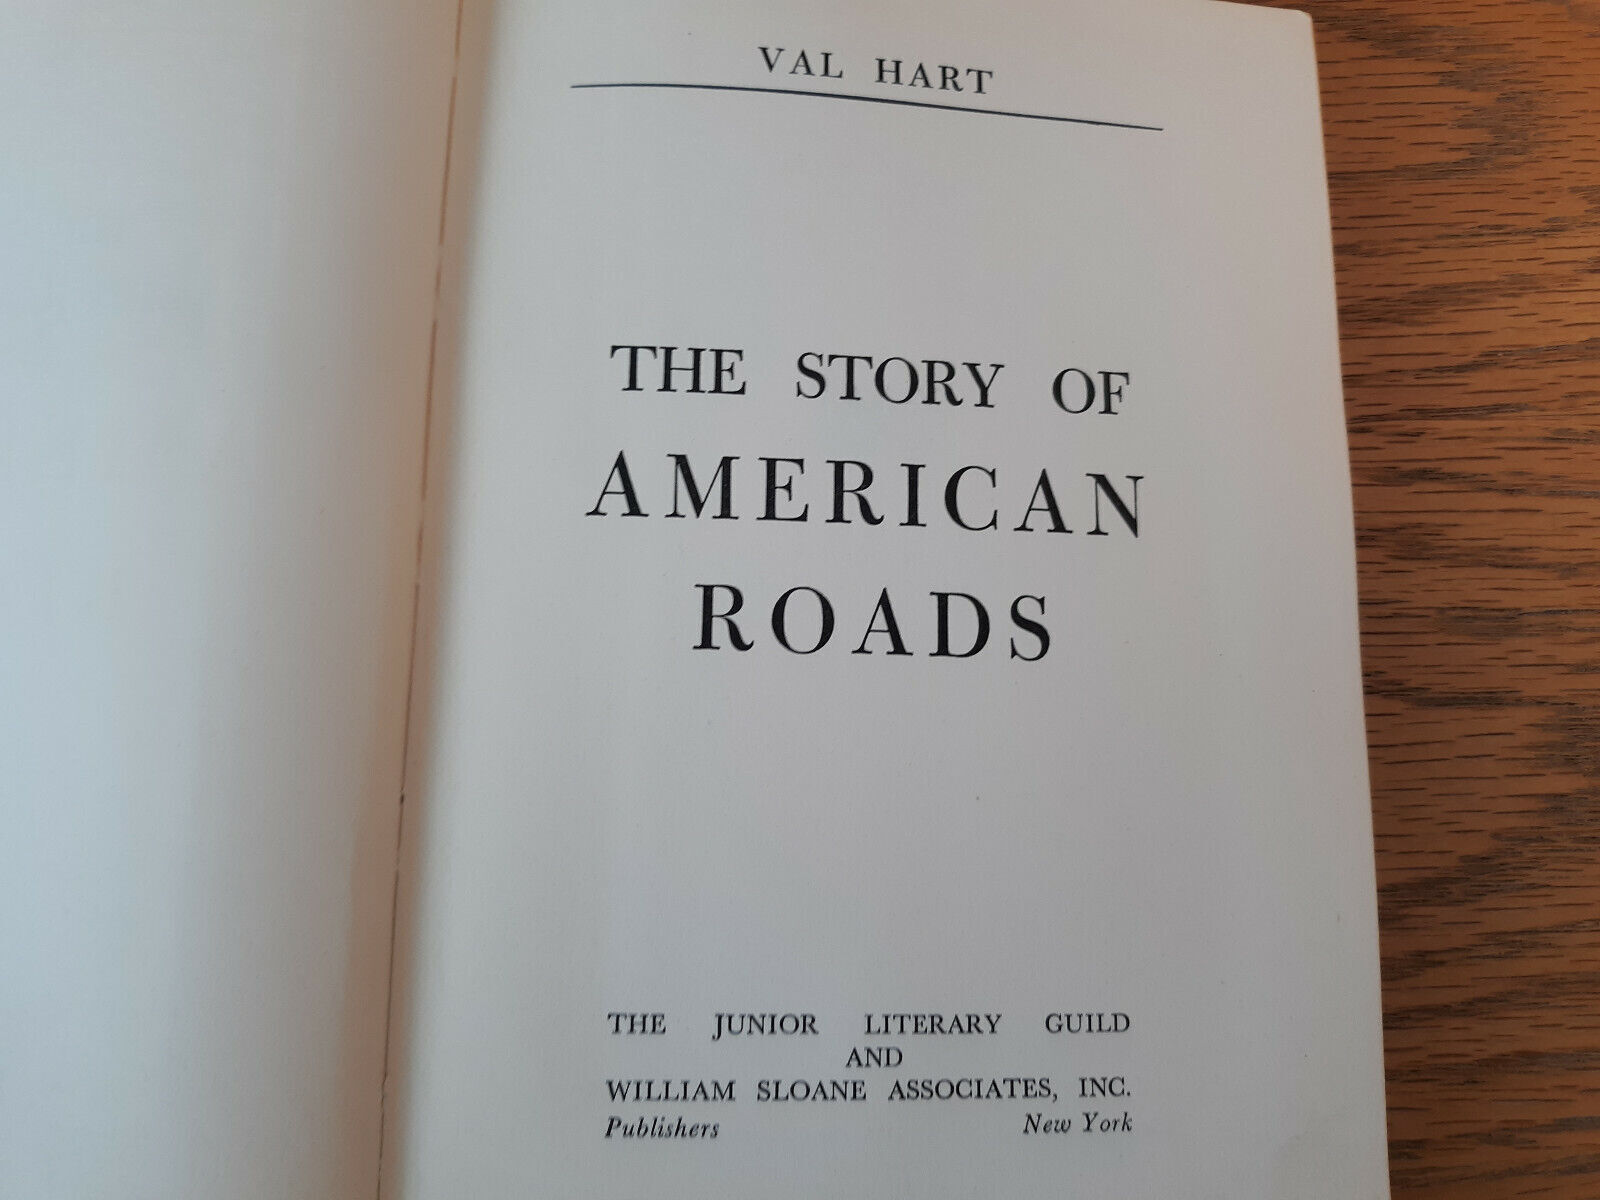 VAL HART
THE STORY OF
AMERICAN
ROADS
THE JUNIOR LITERARY GUILD
AND
WILLIAM SLOANE ASSOCIATES, INC.
Publishers New York